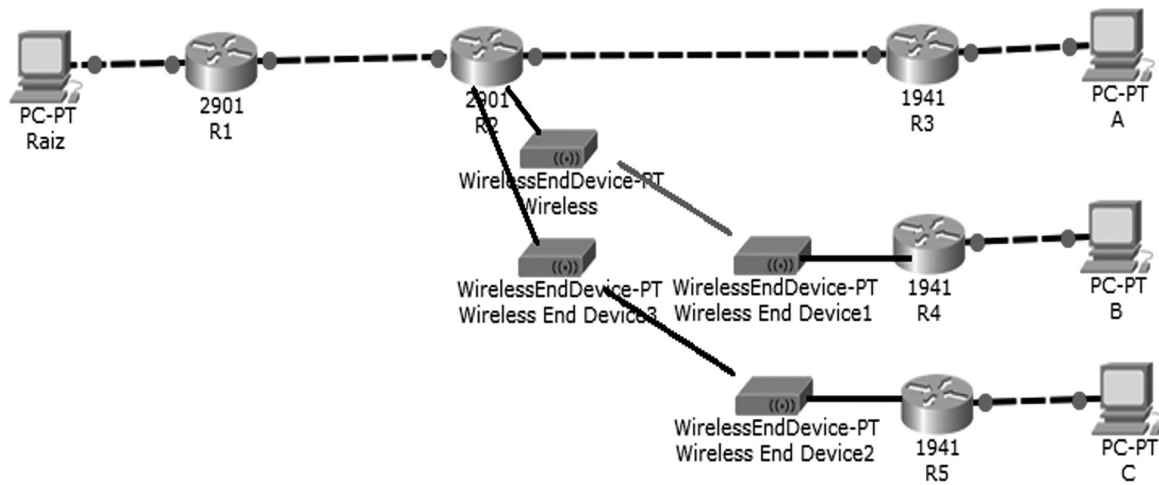 PC-PT
Raiz
2901
R1
2901
R2
1941
R3
PC-PT
A
WirelessEndDevice-PT
Wireless
WirelessEndDevice-PT
Wireless End Device3
WirelessEndDevice-PT
Wireless End Device1
1941
R4
PC-PT
B
WirelessEndDevice-PT
Wireless End Device2
1941
R5
PC-PT
C